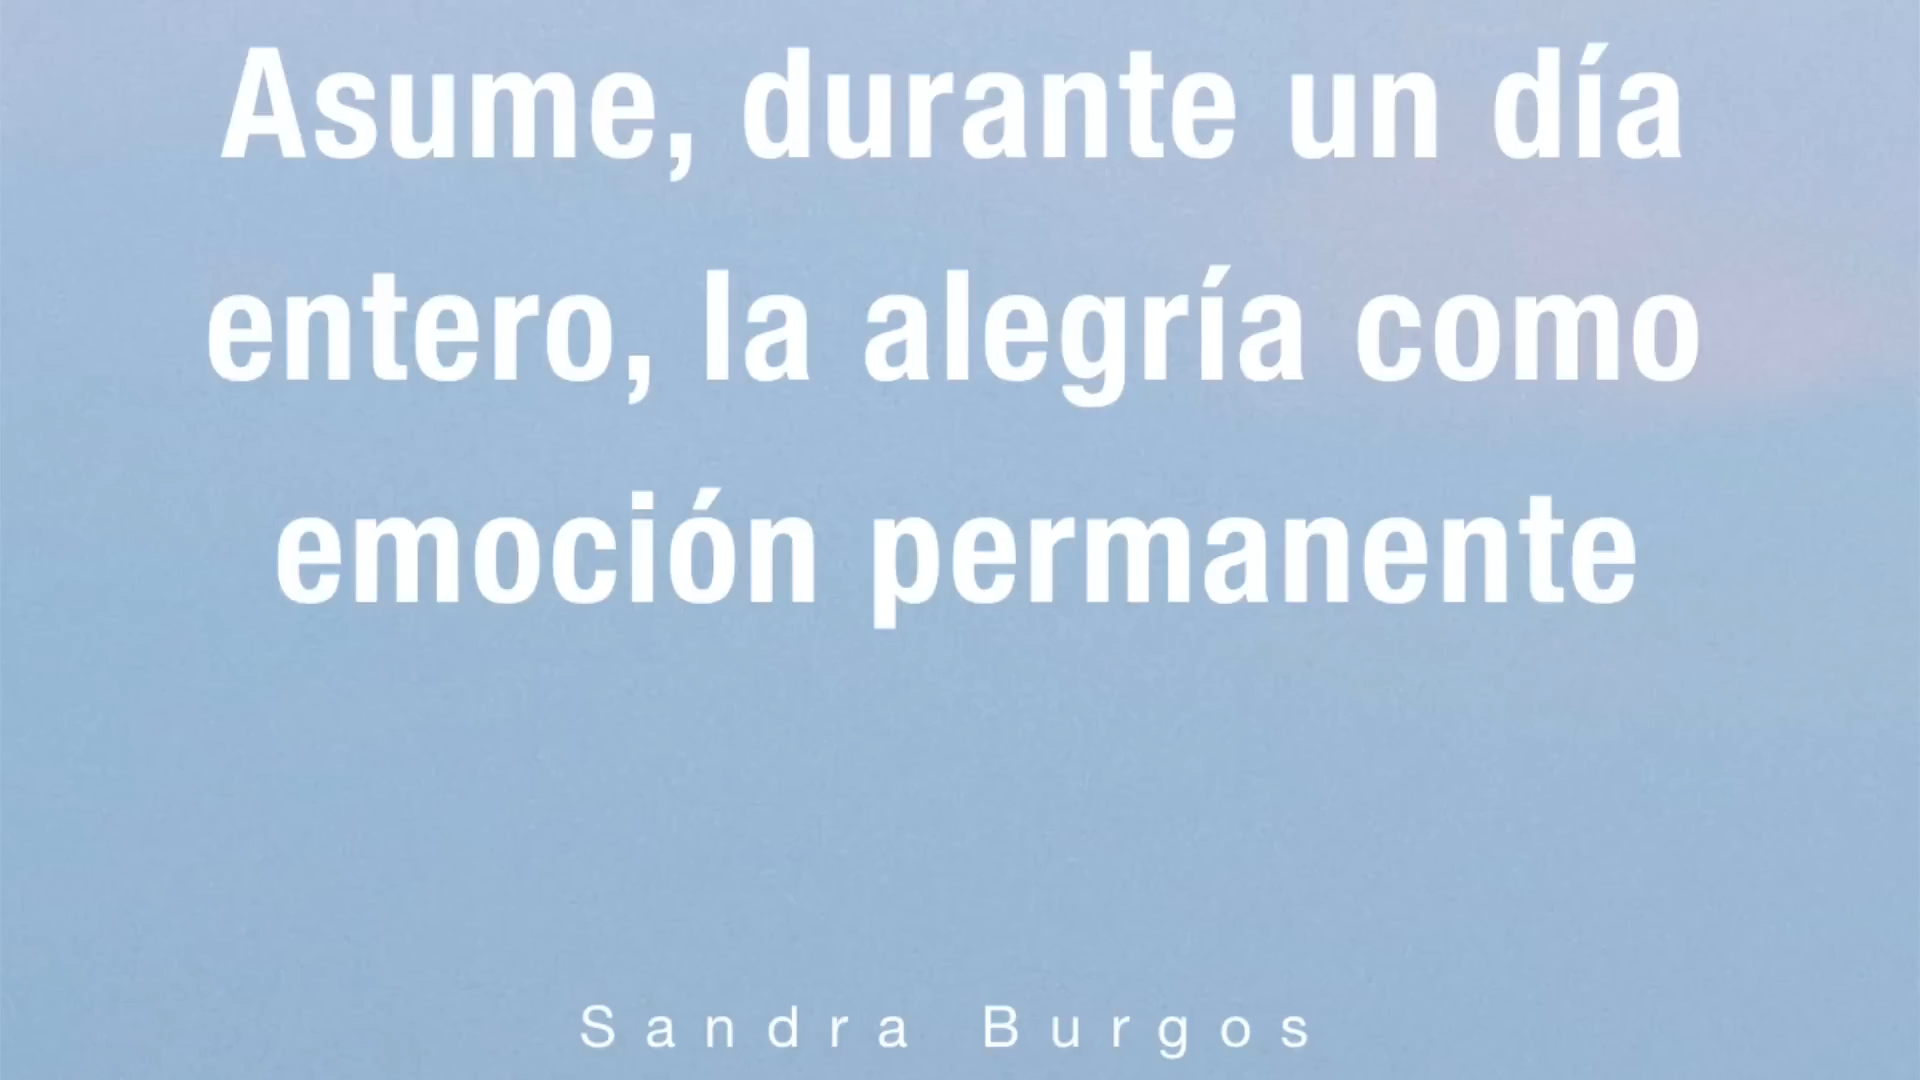 Asume, durante un día
entero, la alegría como
emoción permanente
Sandra Burgos